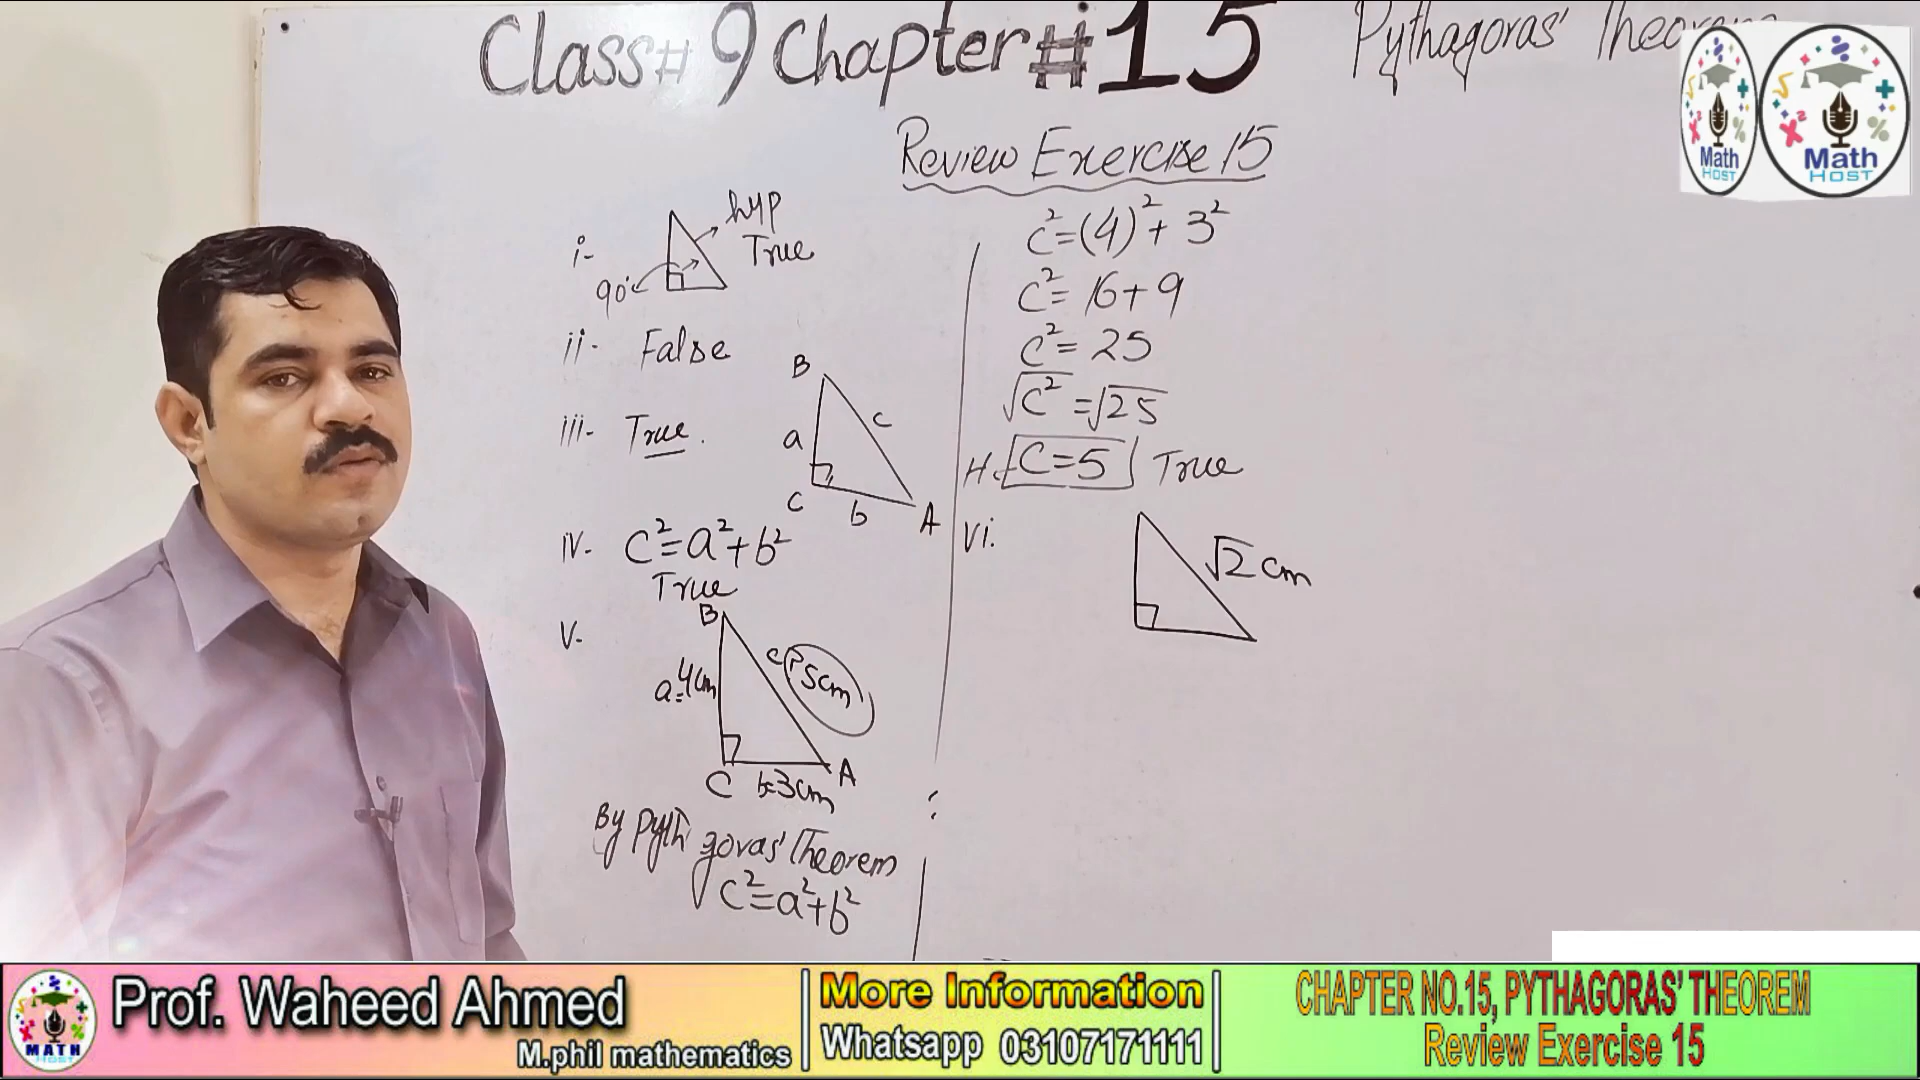 Class# 9 Chapter #15
Pythagoras' Theorem
Review Exercise 15
i-
hyp
True
90°
ii- False
iii- True.
B
a
c
C
b
A
iv- c²=a²+b²
True
v-
B
a=4cm
c=?
5cm
C
b=3cm
A
By Pythagoras' Theorem
c²=a²+b²
c²=(4)²+3²
c²=16+9
c²=25
√c²=√25
H. C=5 True
vi.
√2 cm
Math
HOST
Math
HOST
MATH
HOST
Prof. Waheed Ahmed
M.phil mathematics
More Information
Whatsapp 03107171111
CHAPTER NO.15, PYTHAGORAS' THEOREM
Review Exercise 15